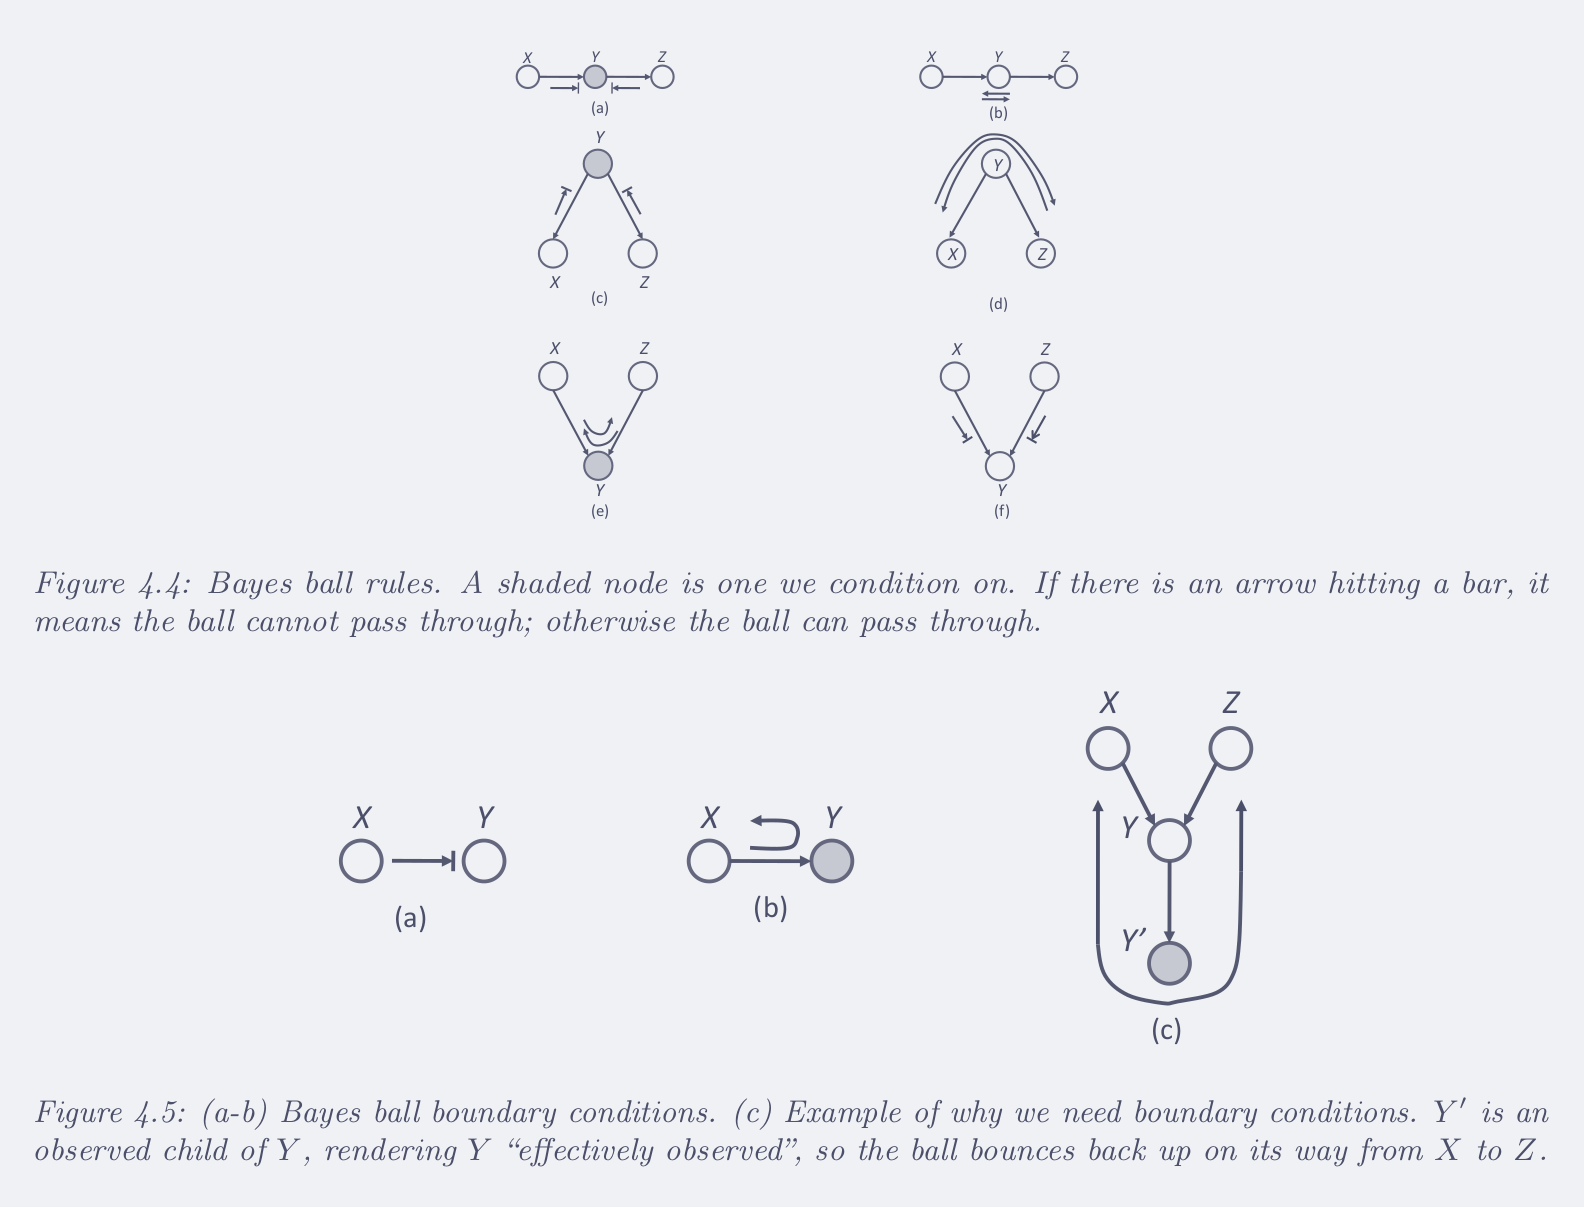 X Y Z
(a)
X Y Z
(b)
Y
X Z
(c)
Y
X Z
(d)
X Z
Y
(e)
X Z
Y
(f)
Figure 4.4: Bayes ball rules. A shaded node is one we condition on. If there is an arrow hitting a bar, it
means the ball cannot pass through; otherwise the ball can pass through.
X Y
(a)
X Y
(b)
X Z
Y
Y’
(c)
Figure 4.5: (a-b) Bayes ball boundary conditions. (c) Example of why we need boundary conditions. Y′ is an
observed child of Y, rendering Y “effectively observed”, so the ball bounces back up on its way from X to Z.